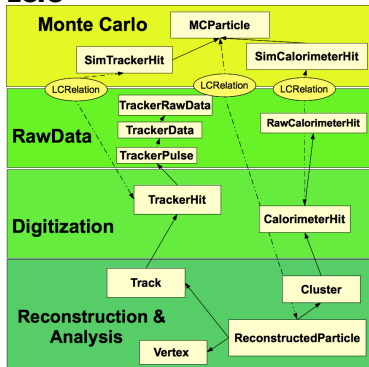 LCIO
Monte Carlo
MCParticle
SimTrackerHit
SimCalorimeterHit
LCRelation
LCRelation
LCRelation
TrackerRawData
RawData
TrackerData
RawCalorimeterHit
TrackerPulse
TrackerHit
Digitization
CalorimeterHit
Track
Cluster
Reconstruction &
Analysis
ReconstructedParticle
Vertex